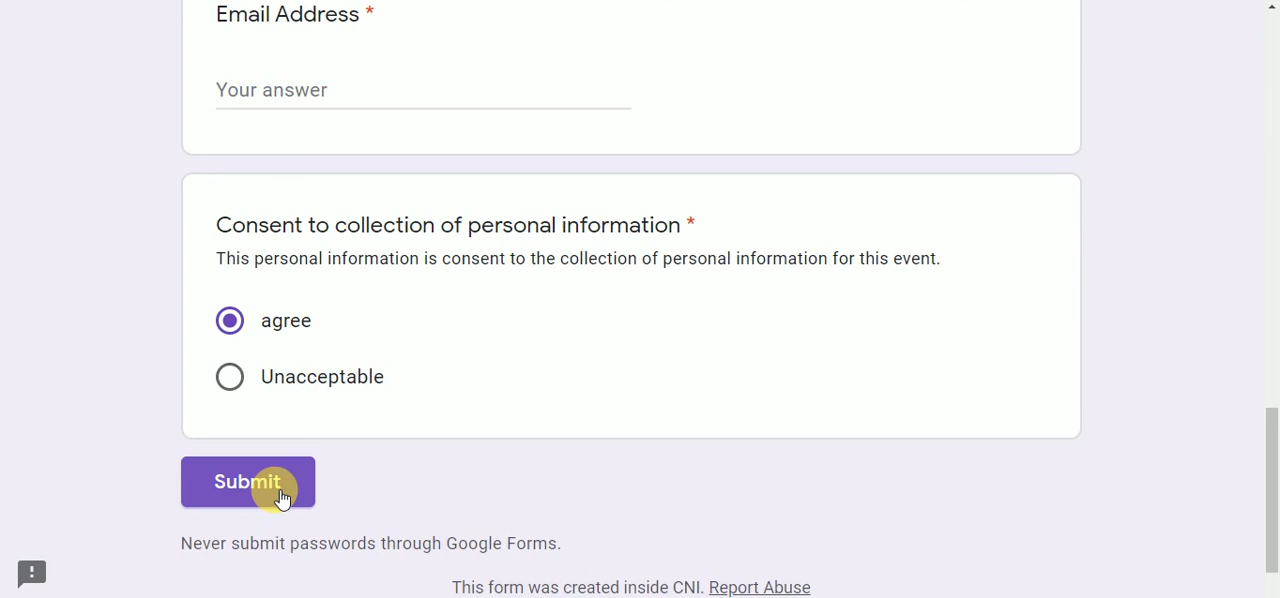 Email Address *
Your answer
Consent to collection of personal information *
This personal information is consent to the collection of personal information for this event.
agree
Unacceptable
Submit
Never submit passwords through Google Forms.
This form was created inside CNI. Report Abuse